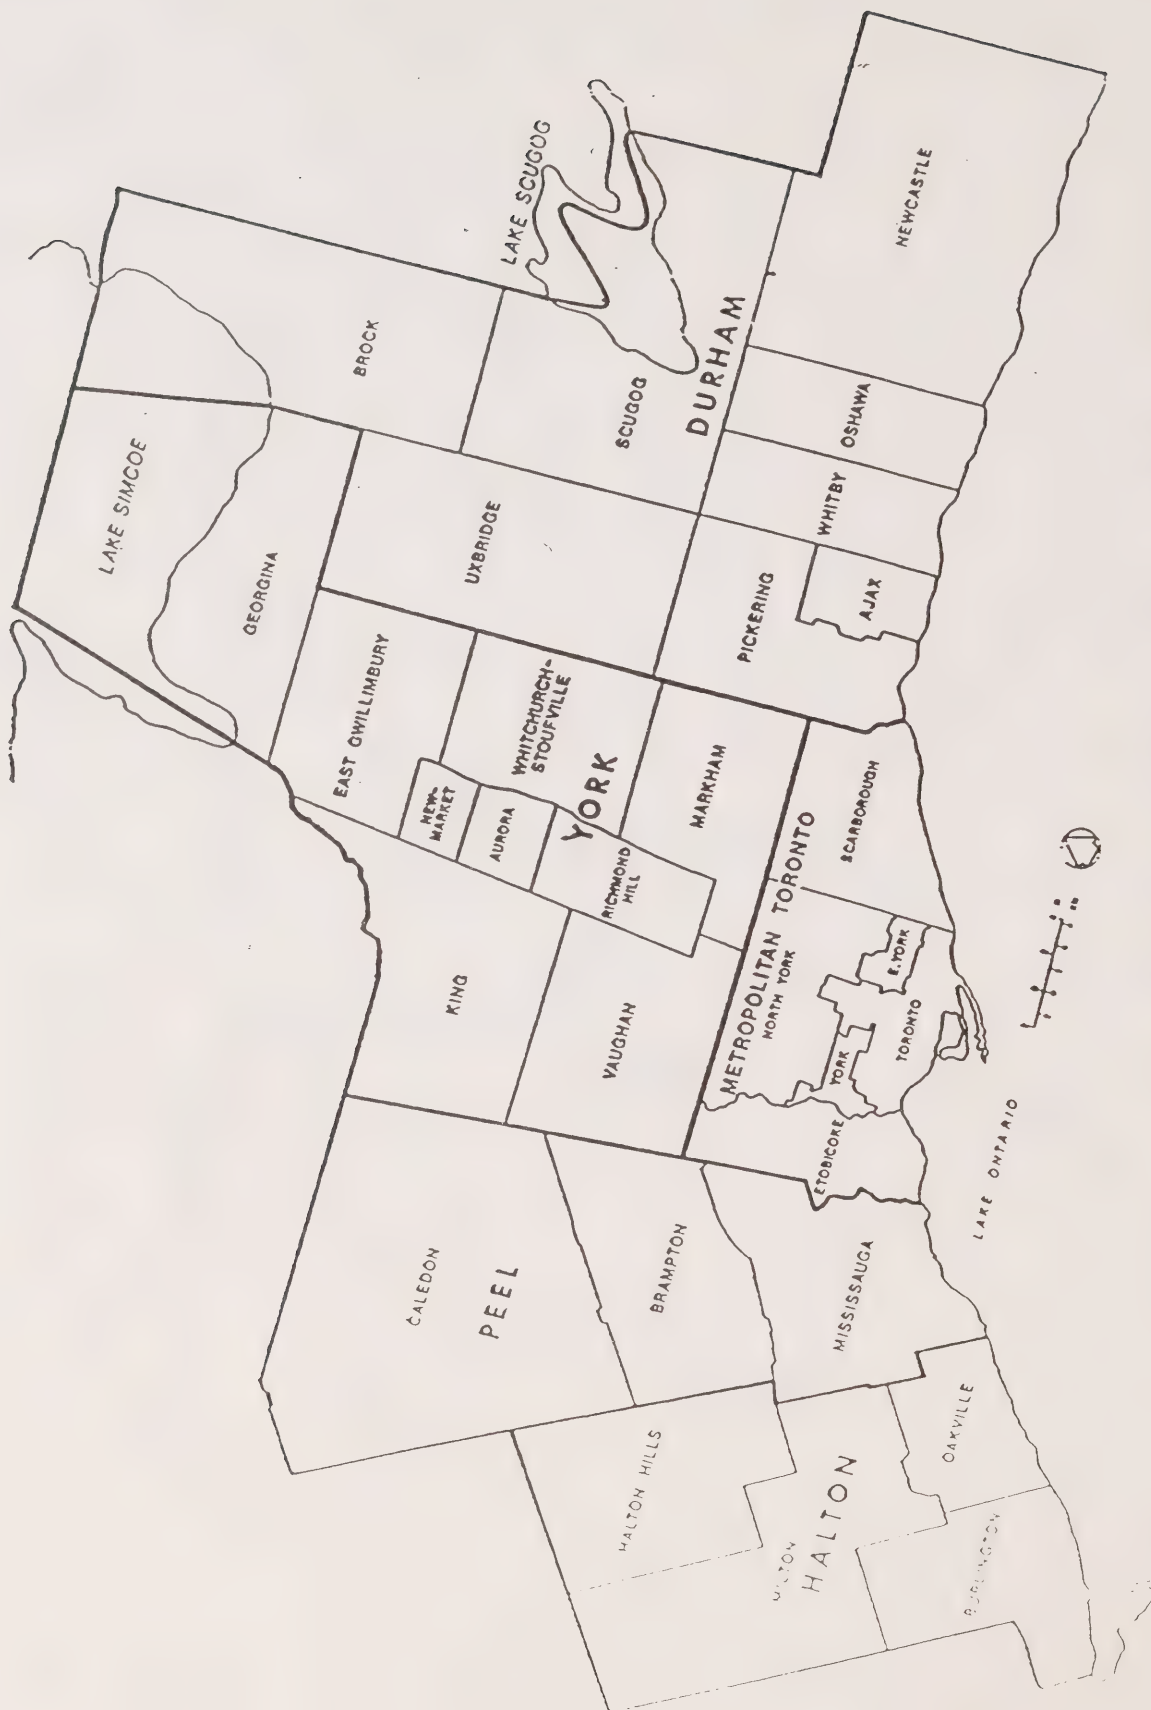 LAKE SIMCOE
GEORGINA
BROCK
LAKE SCUGOG
SCUGOG
UXBRIDGE
DURHAM
NEWCASTLE
OSHAWA
WHITBY
AJAX
PICKERING
EAST GWILLIMBURY
NEW-
MARKET
WHITCHURCH-
STOUFVILLE
AURORA
YORK
RICHMOND
HILL
MARKHAM
KING
VAUGHAN
METROPOLITAN TORONTO
NORTH YORK
SCARBOROUGH
E.YORK
YORK
TORONTO
ETOBICOKE
CALEDON
PEEL
BRAMPTON
MISSISSAUGA
HALTON HILLS
MILTON
HALTON
OAKVILLE
BURLINGTON
LAKE ONTARIO